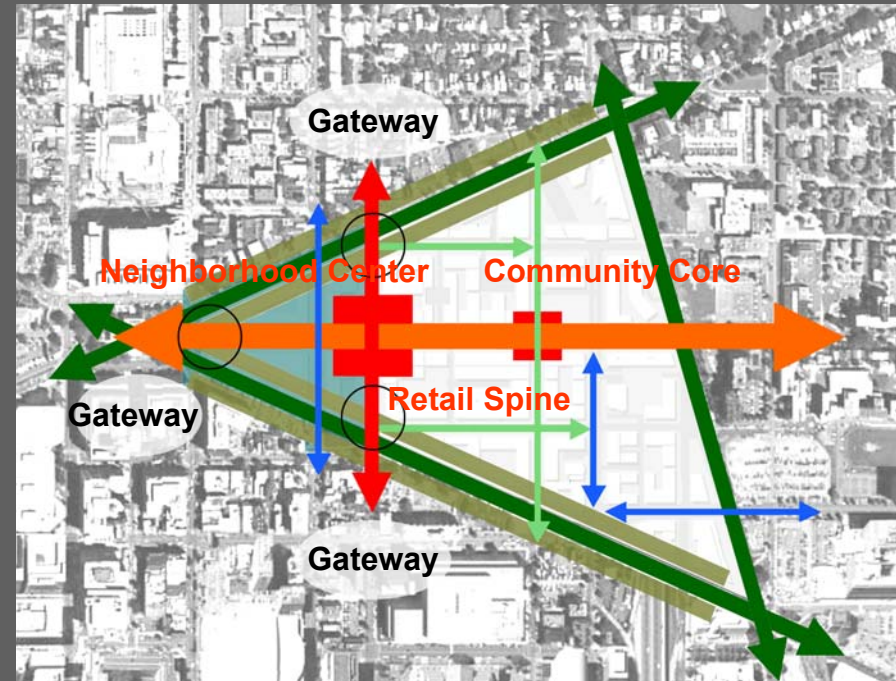 Gateway
Neighborhood Center
Community Core
Retail Spine
Gateway
Gateway